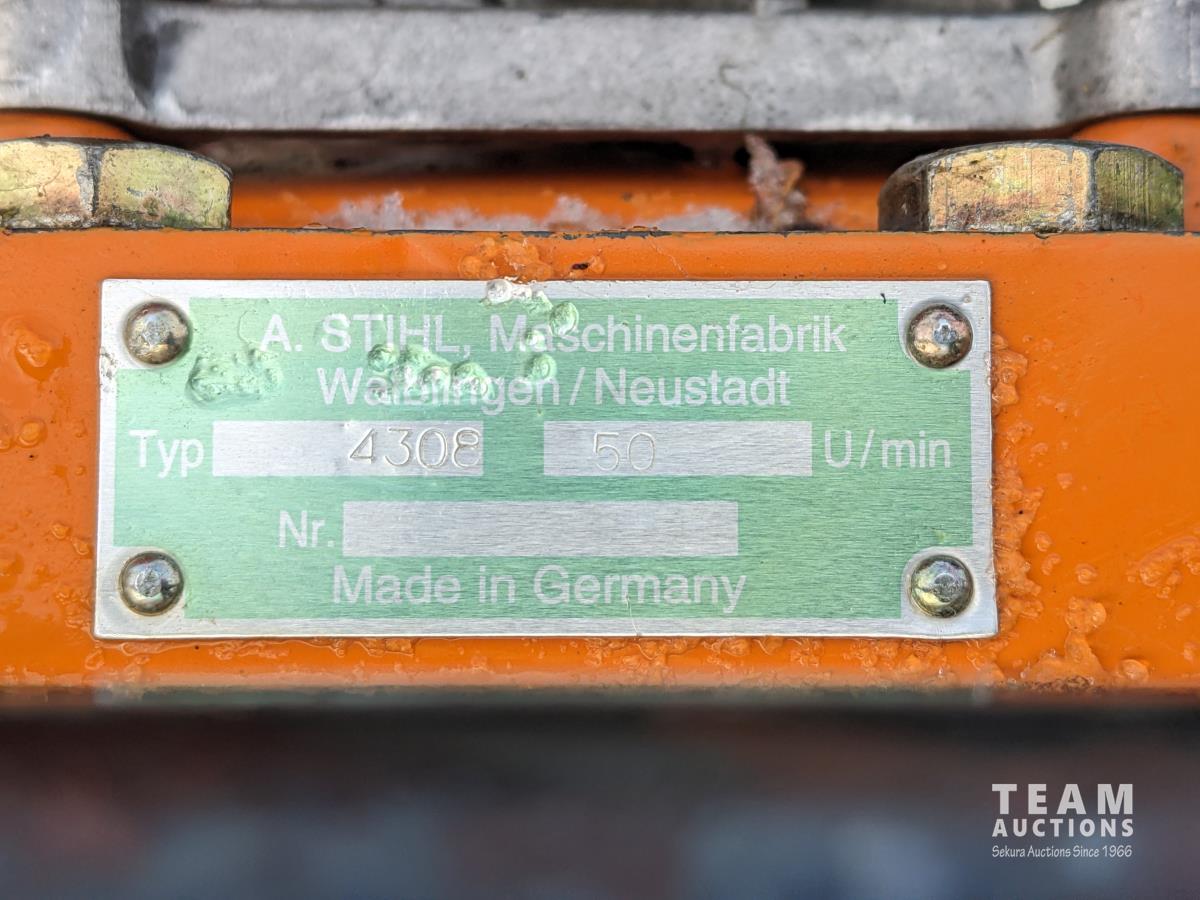 A. STIHL, Maschinenfabrik
Waiblingen/Neustadt
Typ 4308 50 U/min
Nr.
Made in Germany
TEAM
AUCTIONS
Sekura Auctions Since 1966